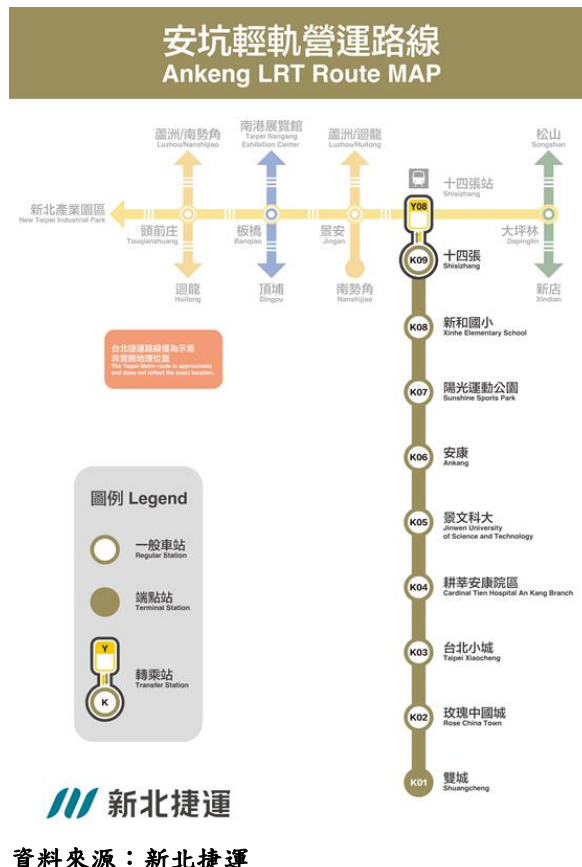 安坑輕軌營運路線
Ankeng LRT Route MAP
蘆洲/南勢角
Luzhou/Nanshijiao
南港展覽館
Taipei Nangang
Exhibition Center
蘆洲/迴龍
Luzhou/Huilong
松山
Songshan
十四張站
Shisizhang
Y08
新北產業園區
New Taipei Industrial Park
頭前庄
Touqianzhuang
板橋
Banqiao
景安
Jingan
大坪林
Dapinglin
迴龍
Huilong
頂埔
Dingpu
南勢角
Nanshijiao
新店
Xindian
K09
十四張
Shisizhang
K08
新和國小
Xinhe Elementary School
台北捷運路線僅為示意
非實際地理位置
The Taipei Metro route is approximate
and does not reflect the exact location.
K07
陽光運動公園
Sunshine Sports Park
K06
安康
Ankang
K05
景文科大
Jinwen University
of Science and Technology
K04
耕莘安康院區
Cardinal Tien Hospital An Kang Branch
K03
台北小城
Taipei Xiaocheng
K02
玫瑰中國城
Rose China Town
K01
雙城
Shuangcheng
圖例 Legend
一般車站
Regular Station
端點站
Terminal Station
Y
轉乘站
Transfer Station
K
新北捷運
資料來源：新北捷運